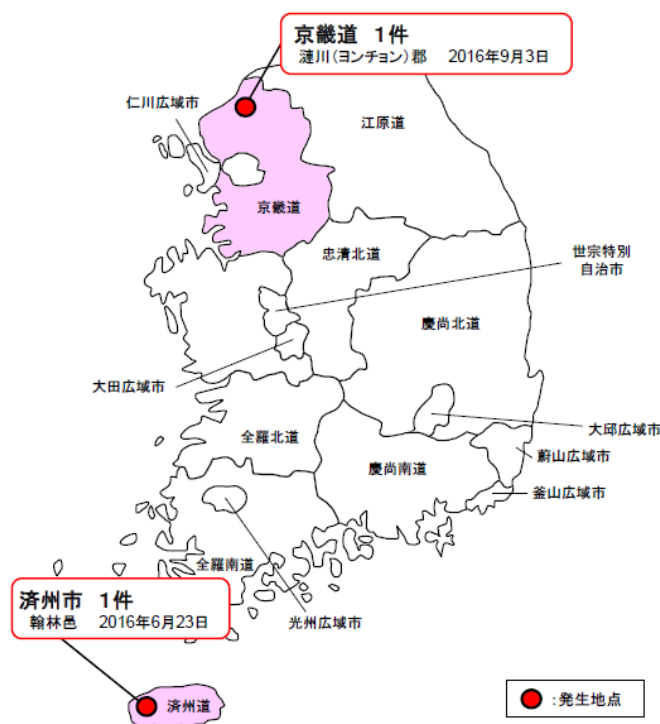 京畿道 1件
漣川(ヨンチョン)郡 2016年9月3日
仁川広域市
江原道
京畿道
忠清北道
世宗特別
自治市
慶尚北道
大田広域市
全羅北道
大邱広域市
慶尚南道
蔚山広域市
釜山広域市
全羅南道
済州市 1件
翰林邑 2016年6月23日
光州広域市
済州道
:発生地点